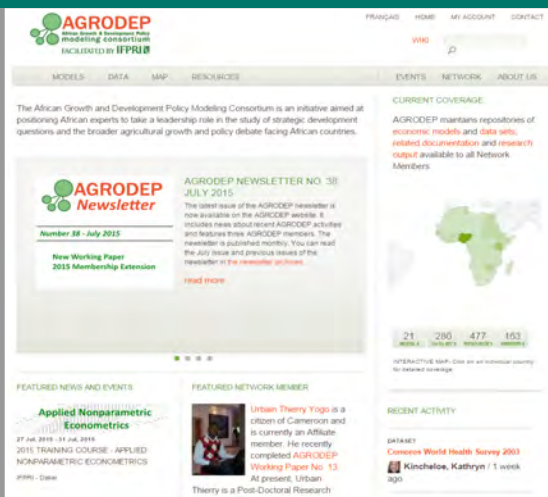 AGRODEP
African Growth & Development Policy
modeling consortium
FACILITATED BY IFPRI
FRANÇAIS HOME MY ACCOUNT CONTACT
MODELS DATA MAP RESOURCES
EVENTS NETWORK ABOUT US
The African Growth and Development Policy Modeling Consortium is an initiative aimed at
positioning African experts to take a leadership role in the study of strategic development
questions and the broader agricultural growth and policy debate facing African countries.
AGRODEP
Newsletter
Number 38 - July 2015
New Working Paper
2015 Membership Extension
AGRODEP NEWSLETTER NO. 38
JULY 2015
The latest issue of the AGRODEP newsletter is
now available on the AGRODEP website. It
includes news about recent AGRODEP activities
and features three AGRODEP members. The
newsletter is published monthly. You can read
the July issue and previous issues of the
newsletter in the newsletter archives.
read more
CURRENT COVERAGE
AGRODEP maintains repositories of
economic models and data sets,
related documentation and research
output available to all Network
Members
21 280 477 163
MODELS DATASETS RESOURCES MEMBERS
INTERACTIVE MAP: Click on an individual country
for detailed coverage.
FEATURED NEWS AND EVENTS
Applied Nonparametric
Econometrics
27 Jul, 2015 - 31 Jul, 2015
2015 TRAINING COURSE - APPLIED
NONPARAMETRIC ECONOMETRICS
IFPRI - Dakar
FEATURED NETWORK MEMBER
Urbain Thierry Yogo is a
citizen of Cameroon and
is currently an Affiliate
member. He recently
completed AGRODEP
Working Paper No. 13.
At present, Urbain
Thierry is a Post-Doctoral Research
RECENT ACTIVITY
DATASET
Comoros World Health Survey 2003
Kincheloe, Kathryn / 1 week
ago